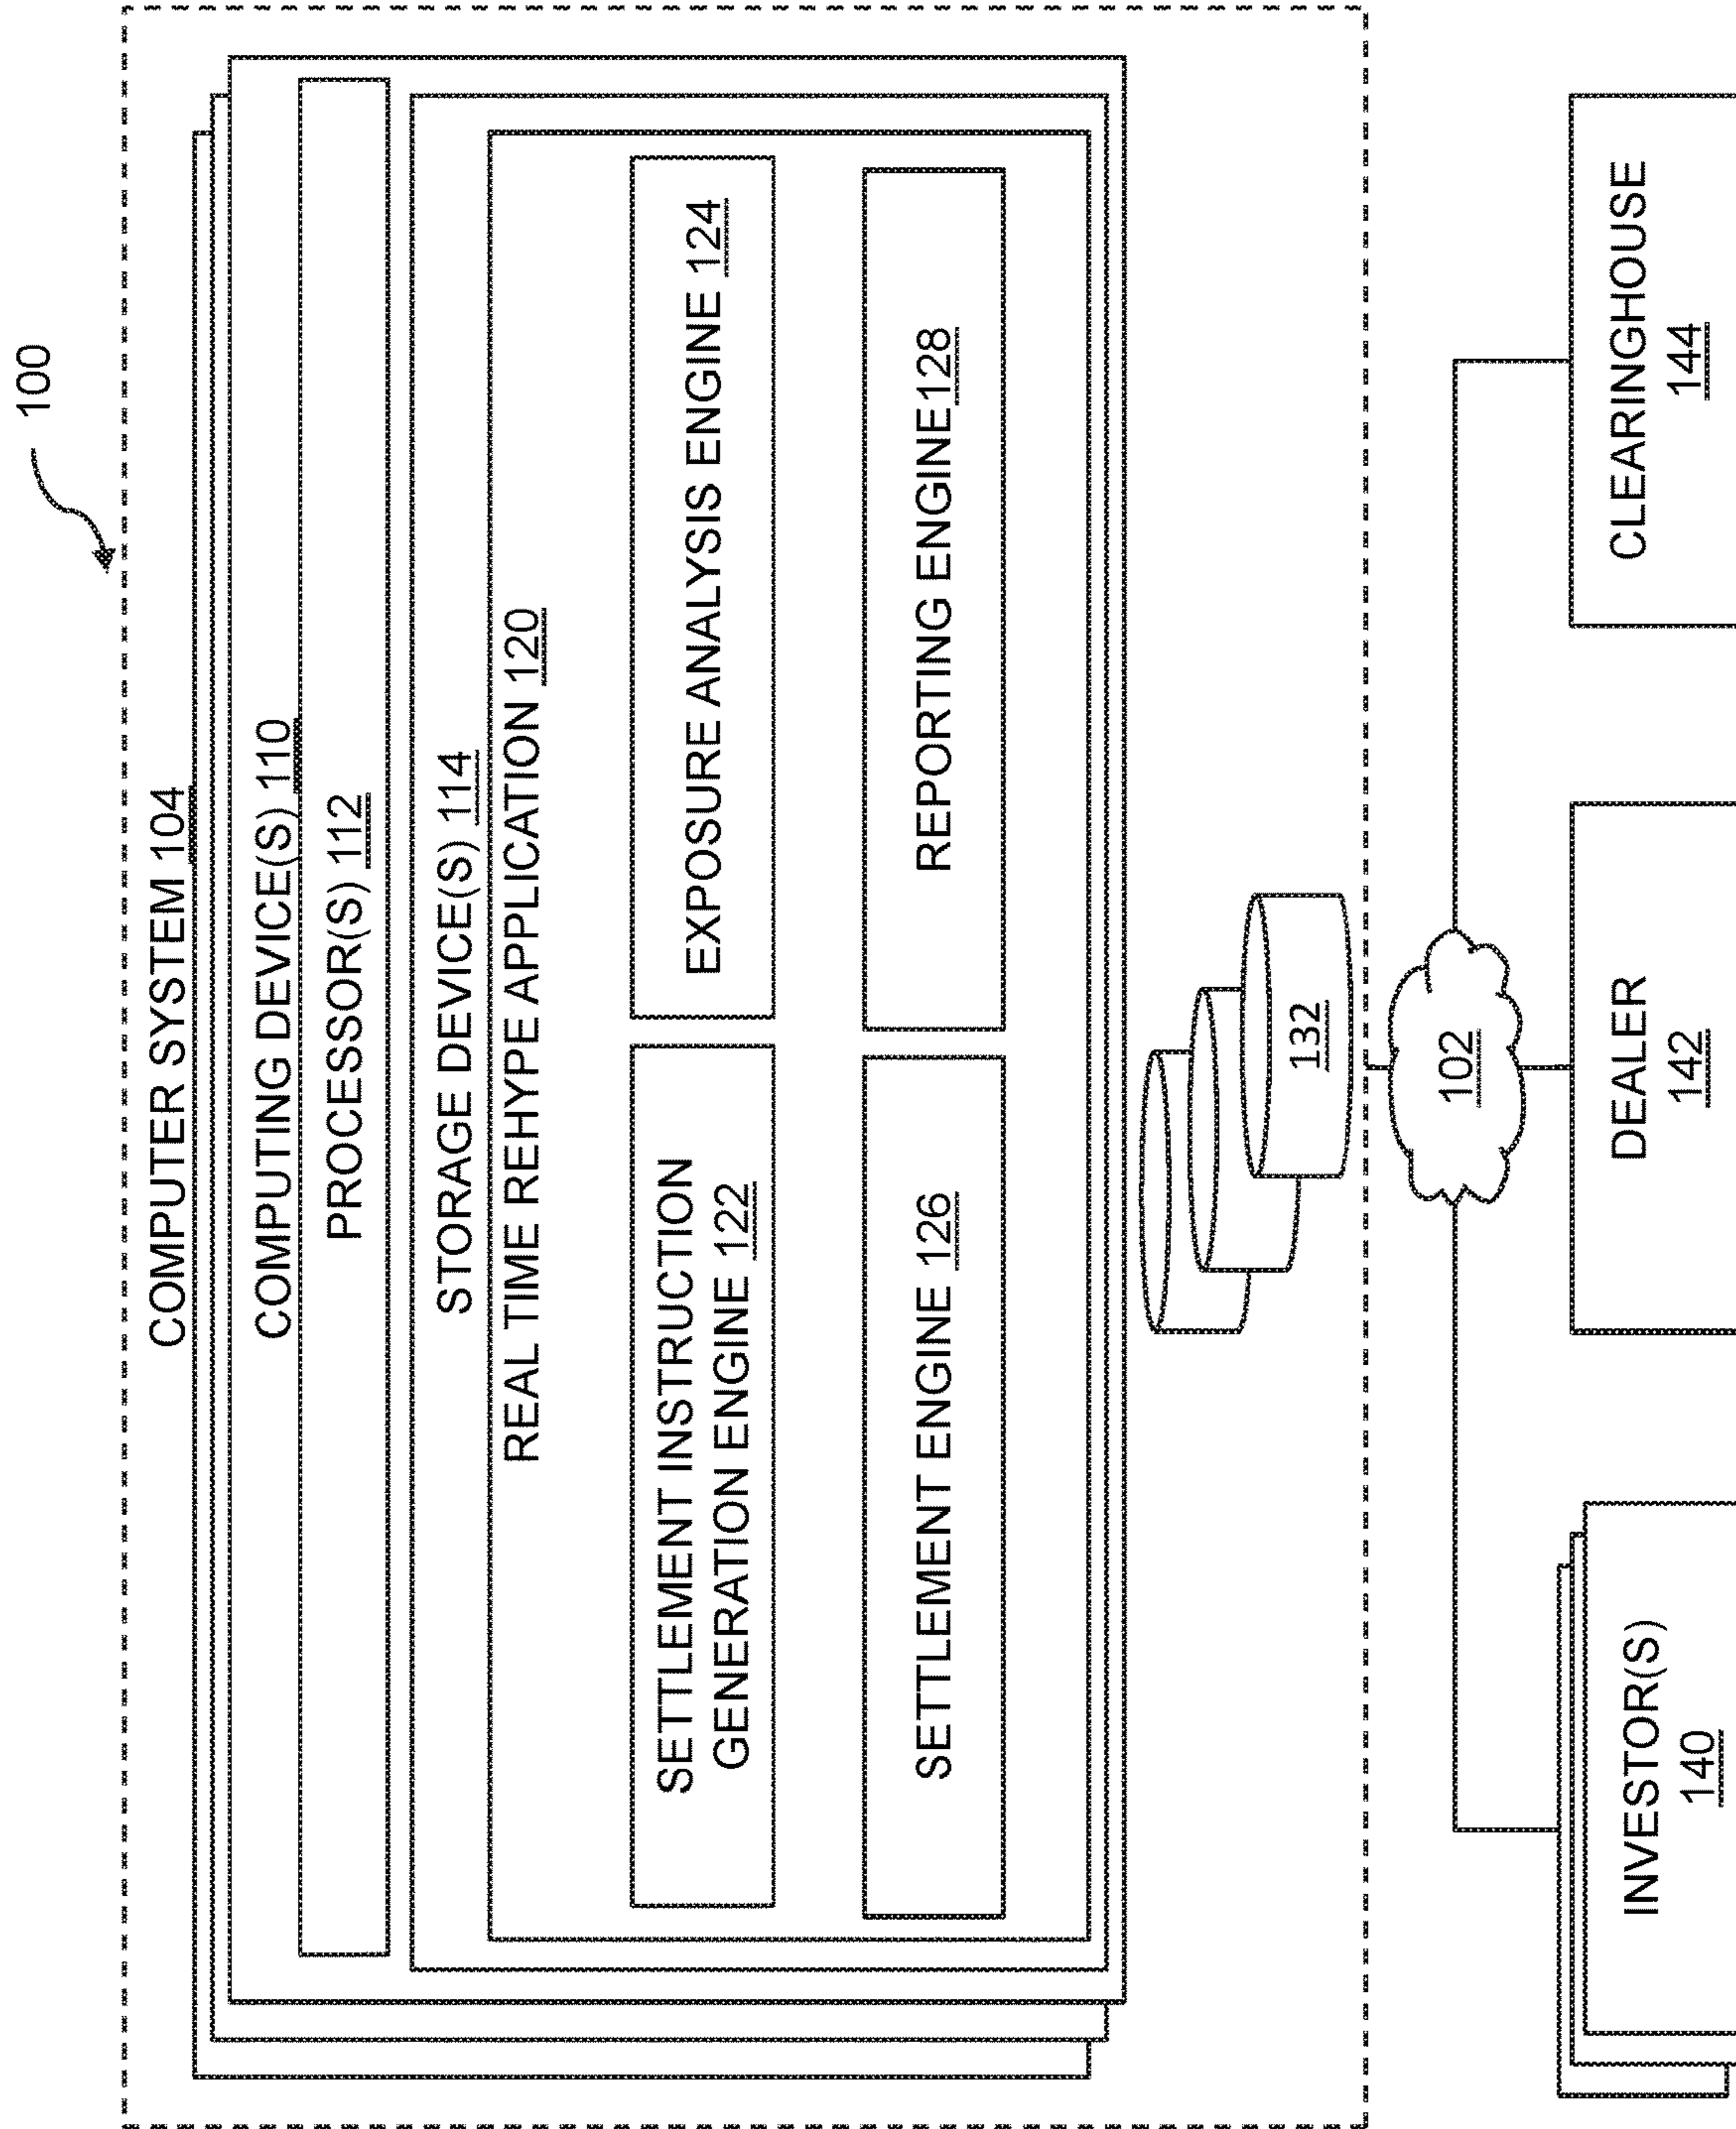 100
COMPUTER SYSTEM 104
COMPUTING DEVICE(S) 110
PROCESSOR(S) 112
STORAGE DEVICE(S) 114
REAL TIME REHYPE APPLICATION 120
SETTLEMENT INSTRUCTION
GENERATION ENGINE 122
EXPOSURE ANALYSIS ENGINE 124
SETTLEMENT ENGINE 126
REPORTING ENGINE128
132
102
INVESTOR(S)
140
DEALER
142
CLEARINGHOUSE
144